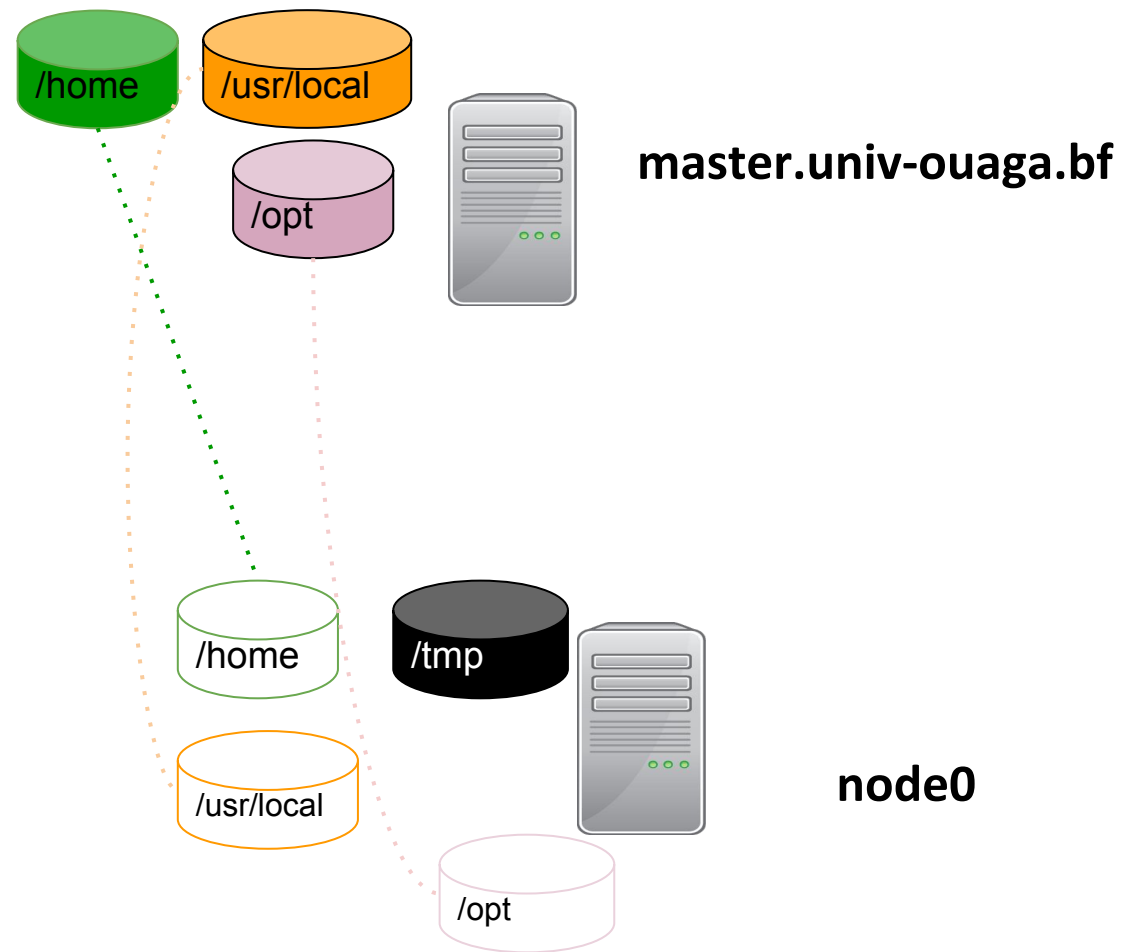 /home
/usr/local
/opt
master.univ-ouaga.bf
/home
/tmp
/usr/local
node0
/opt